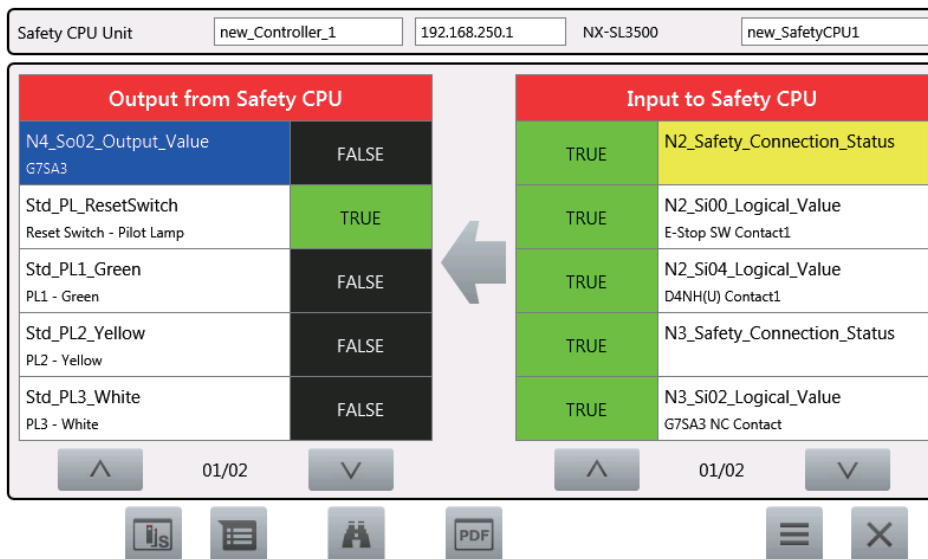 Safety CPU Unit new_Controller_1 192.168.250.1 NX-SL3500 new_SafetyCPU1
Output from Safety CPU
N4_So02_Output_Value FALSE
G7SA3
Std_PL_ResetSwitch TRUE
Reset Switch - Pilot Lamp
Std_PL1_Green FALSE
PL1 - Green
Std_PL2_Yellow FALSE
PL2 - Yellow
Std_PL3_White FALSE
PL3 - White
01/02
Input to Safety CPU
TRUE N2_Safety_Connection_Status
TRUE N2_Si00_Logical_Value
E-Stop SW Contact1
TRUE N2_Si04_Logical_Value
D4NH(U) Contact1
TRUE N3_Safety_Connection_Status
TRUE N3_Si02_Logical_Value
G7SA3 NC Contact
01/02
PDF